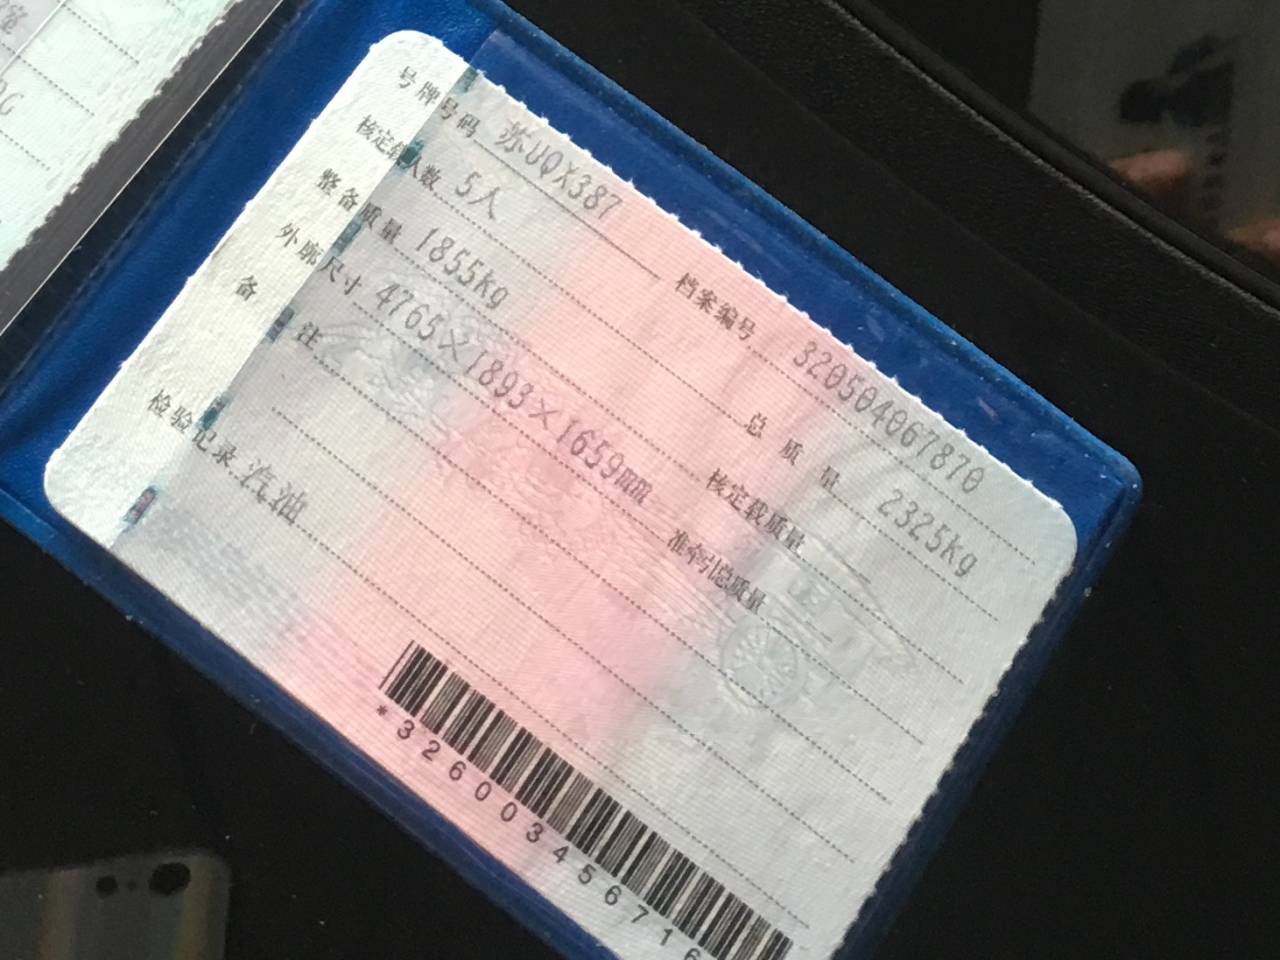 号牌号码 苏UQX387 档案编号 320504067870
核定载人数 5人 总质量 2325kg
整备质量 1855kg 核定载质量
外廓尺寸 4765×1893×1659mm 准牵引总质量
备注
检验记录 汽油
*326003456716